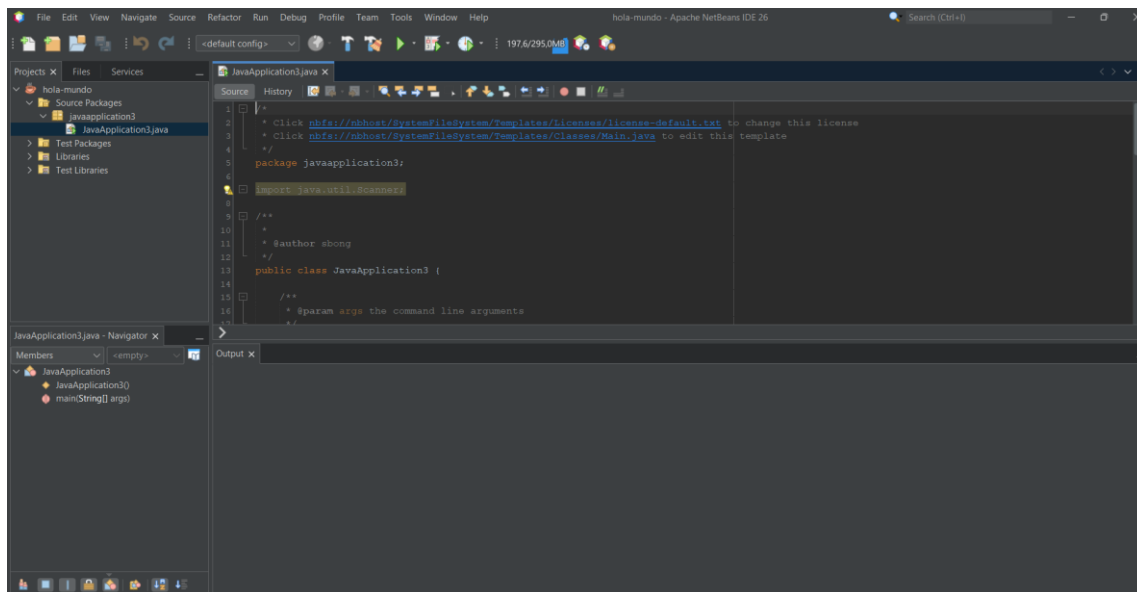 File Edit View Navigate Source Refactor Run Debug Profile Team Tools Window Help
hola-mundo - Apache NetBeans IDE 26
Search (Ctrl+I)
<default config>
197,6/295,0MB
Projects
Files
Services
hola-mundo
Source Packages
javaapplication3
JavaApplication3.java
Test Packages
Libraries
Test Libraries
JavaApplication3.java
Source History
1 /*
2 * Click nbfs://nbhost/SystemFileSystem/Templates/Licenses/license-default.txt to change this license
3 * Click nbfs://nbhost/SystemFileSystem/Templates/Classes/Main.java to edit this template
4 */
5 package javaapplication3;
6
import java.util.Scanner;
8
9 /**
10 *
11 * @author sbong
12 */
13 public class JavaApplication3 {
14
15 /**
16 * @param args the command line arguments
17 */
JavaApplication3.java - Navigator
Members
<empty>
JavaApplication3
JavaApplication3()
main(String[] args)
Output